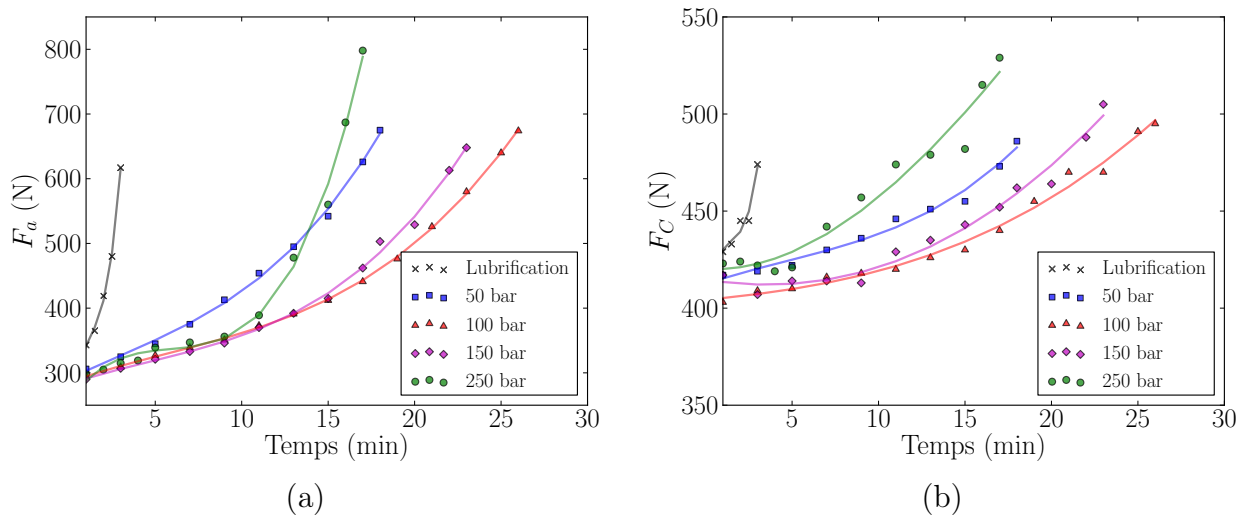 800
700
600
500
400
300
F_a (N)
5 10 15 20 25 30
Temps (min)
Lubrification
50 bar
100 bar
150 bar
250 bar
(a)
550
500
450
400
350
F_C (N)
5 10 15 20 25 30
Temps (min)
Lubrification
50 bar
100 bar
150 bar
250 bar
(b)